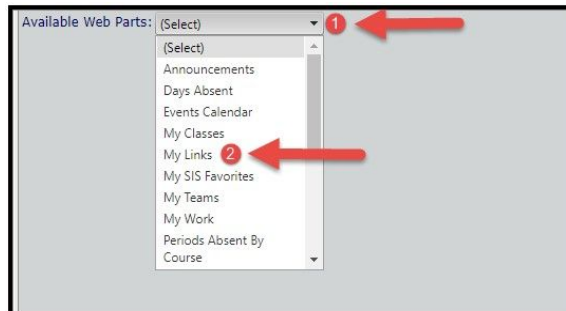 Available Web Parts: (Select) 1
(Select)
Announcements
Days Absent
Events Calendar
My Classes
My Links 2
My SIS Favorites
My Teams
My Work
Periods Absent By
Course